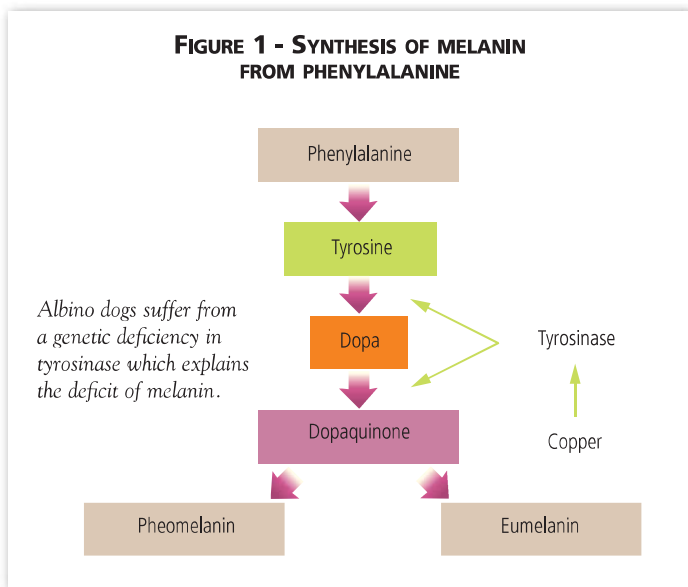 FIGURE 1 - SYNTHESIS OF MELANIN
FROM PHENYLALANINE
Phenylalanine
Tyrosine
Albino dogs suffer from
a genetic deficiency in
tyrosinase which explains
the deficit of melanin.
Dopa
Tyrosinase
Dopaquinone
Copper
Pheomelanin
Eumelanin